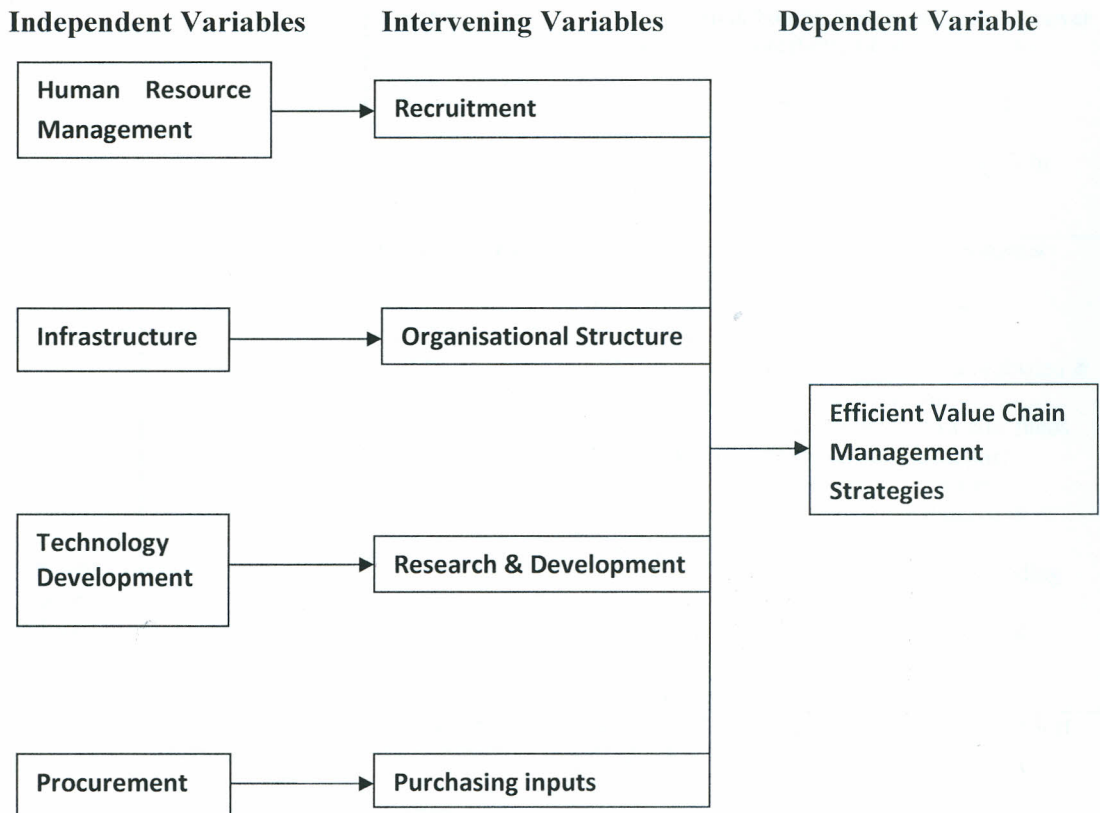 Independent Variables
Intervening Variables
Dependent Variable
Human Resource
Management
Recruitment
Infrastructure
Organisational Structure
Efficient Value Chain
Management
Strategies
Technology
Development
Research & Development
Procurement
Purchasing inputs